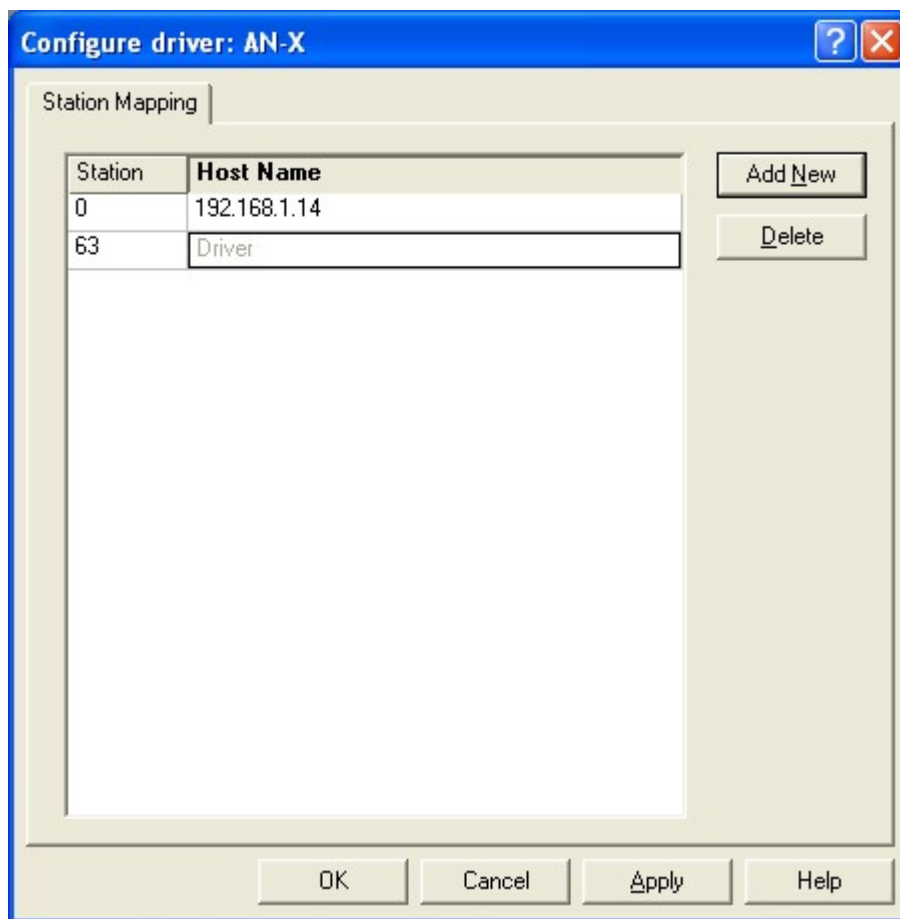 Configure driver: AN-X
Station Mapping
Station Host Name
0 192.168.1.14
63 Driver
Add New
Delete
OK Cancel Apply Help